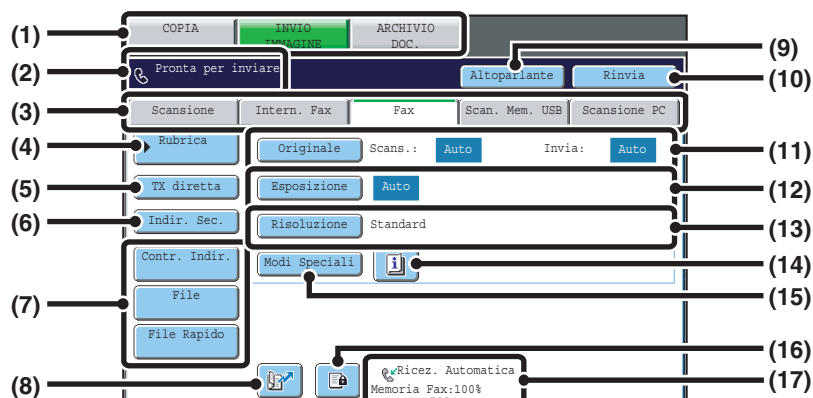 COPIA
INVIO
IMMAGINE
ARCHIVIO
DOC.
(1)
(2)
Pronta per inviare
Altoparlante
Rinvia
(9)
(10)
(3)
Scansione
Intern. Fax
Fax
Scan. Mem. USB
Scansione PC
(4)
Rubrica
Originale
Scans.:
Auto
Invia:
Auto
(11)
(5)
TX diretta
Esposizione
Auto
(12)
(6)
Indir. Sec.
Risoluzione
Standard
(13)
Contr. Indir.
Modi Speciali
(14)
(15)
(7)
File
File Rapido
(16)
(8)
Ricez. Automatica
Memoria Fax:100%
(17)